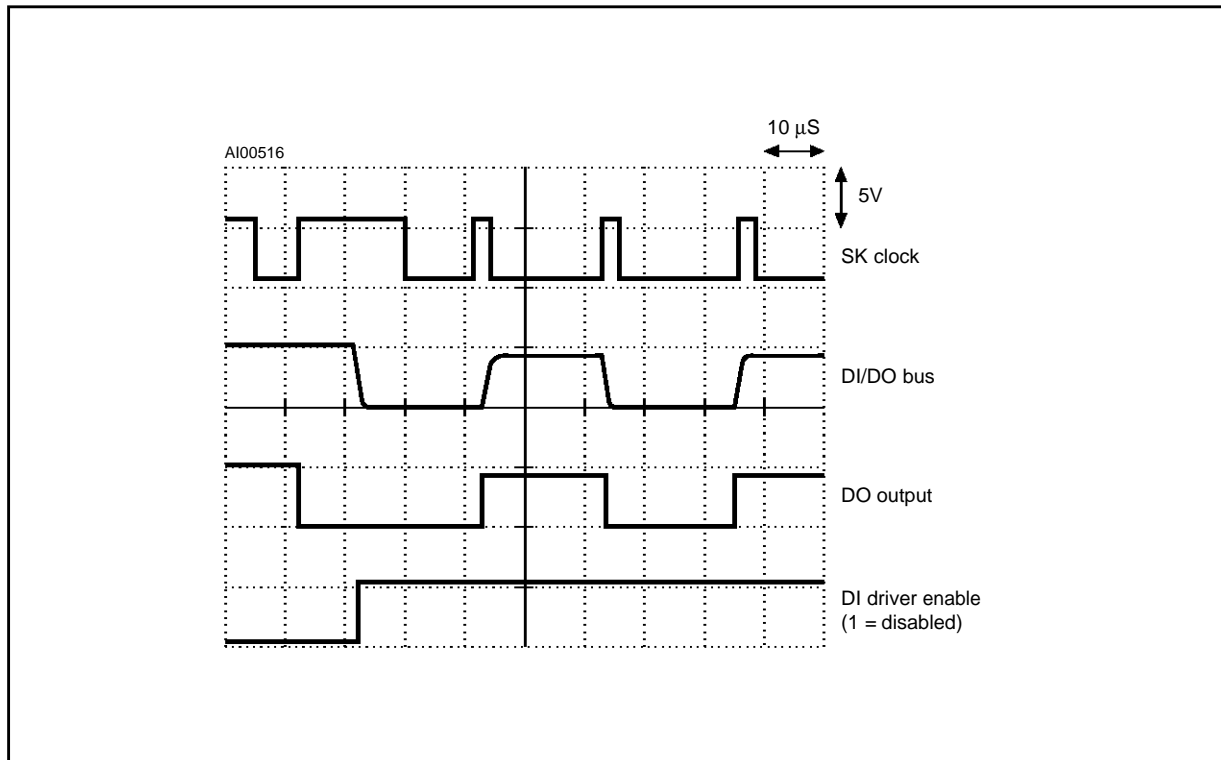 10 μS
AI00516
5V
SK clock
DI/DO bus
DO output
DI driver enable
(1 = disabled)